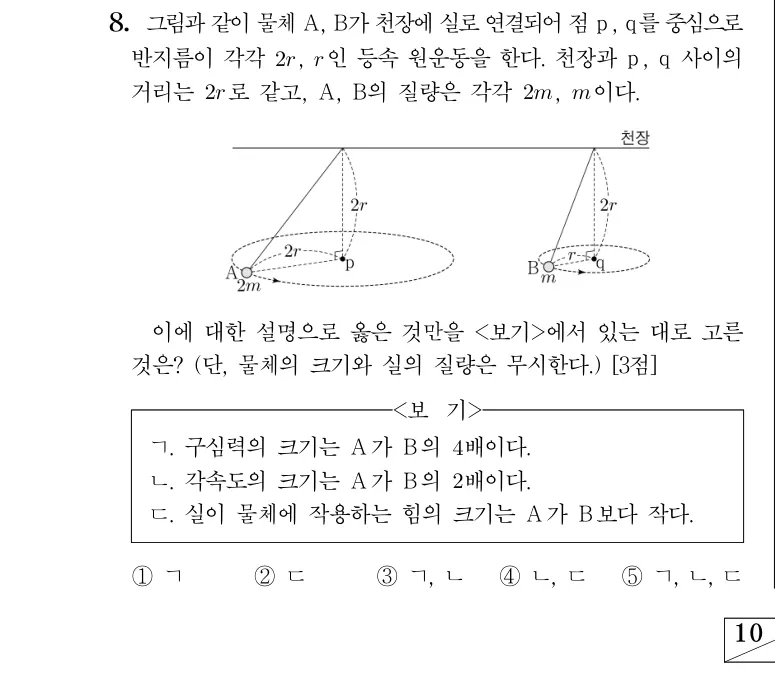 8. 그림과 같이 물체 A, B가 천장에 실로 연결되어 점 p, q를 중심으로
반지름이 각각 2r, r인 등속 원운동을 한다. 천장과 p, q 사이의
거리는 2r로 같고, A, B의 질량은 각각 2m, m이다.
천장
2r
2r
2r
r
A
p
B
q
2m
m
이에 대한 설명으로 옳은 것만을 <보기>에서 있는 대로 고른
것은? (단, 물체의 크기와 실의 질량은 무시한다.) [3점]
<보 기>
ㄱ. 구심력의 크기는 A가 B의 4배이다.
ㄴ. 각속도의 크기는 A가 B의 2배이다.
ㄷ. 실이 물체에 작용하는 힘의 크기는 A가 B보다 작다.
① ㄱ ② ㄷ ③ ㄱ, ㄴ ④ ㄴ, ㄷ ⑤ ㄱ, ㄴ, ㄷ
10